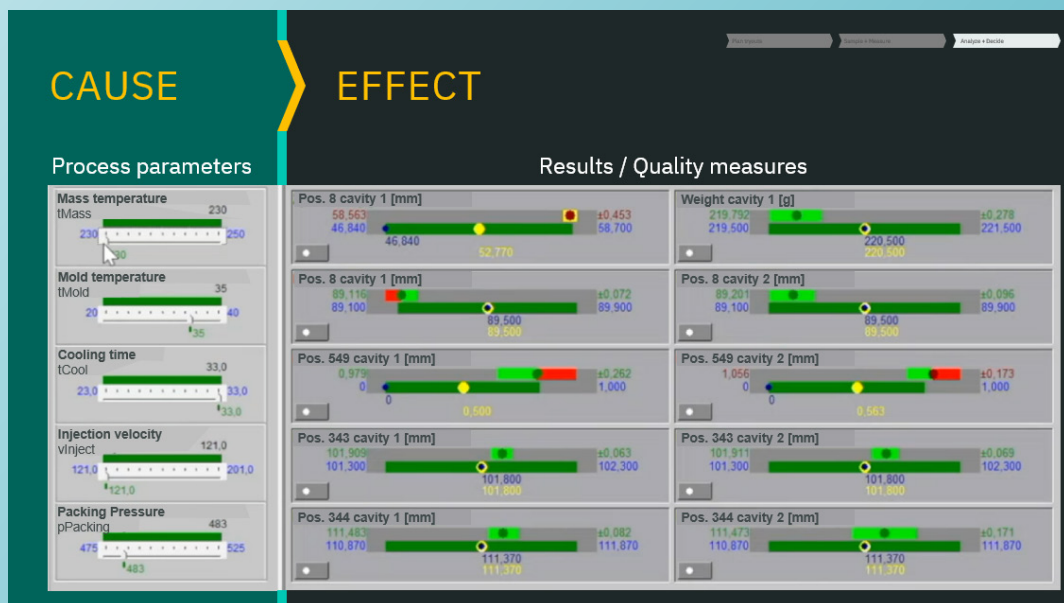 Plan Inspect
Sample + Measure
Analyze + Decide
CAUSE
EFFECT
Process parameters
Results / Quality measures
Mass temperature
tMass
230
230
250
Mold temperature
tMold
35
20
40
35
Cooling time
tCool
33,0
23,0
33,0
33,0
Injection velocity
vInject
121,0
121,0
201,0
121,0
Packing Pressure
pPacking
483
475
525
483
Pos. 8 cavity 1 [mm]
58,563
±0,453
46,840
58,700
46,840
52,770
Weight cavity 1 [g]
219,792
±0,278
219,500
221,500
220,500
220,500
Pos. 8 cavity 1 [mm]
89,116
±0,072
89,100
89,900
89,500
89,500
Pos. 8 cavity 2 [mm]
89,201
±0,096
89,100
89,900
89,500
89,500
Pos. 549 cavity 1 [mm]
0,979
±0,262
0
1,000
0
0,500
Pos. 549 cavity 2 [mm]
1,056
±0,173
0
1,000
0
0,563
Pos. 343 cavity 1 [mm]
101,909
±0,063
101,300
102,300
101,800
101,800
Pos. 343 cavity 2 [mm]
101,911
±0,069
101,300
102,300
101,800
101,800
Pos. 344 cavity 1 [mm]
111,483
±0,082
110,870
111,870
111,370
111,370
Pos. 344 cavity 2 [mm]
111,473
±0,171
110,870
111,870
111,370
111,370